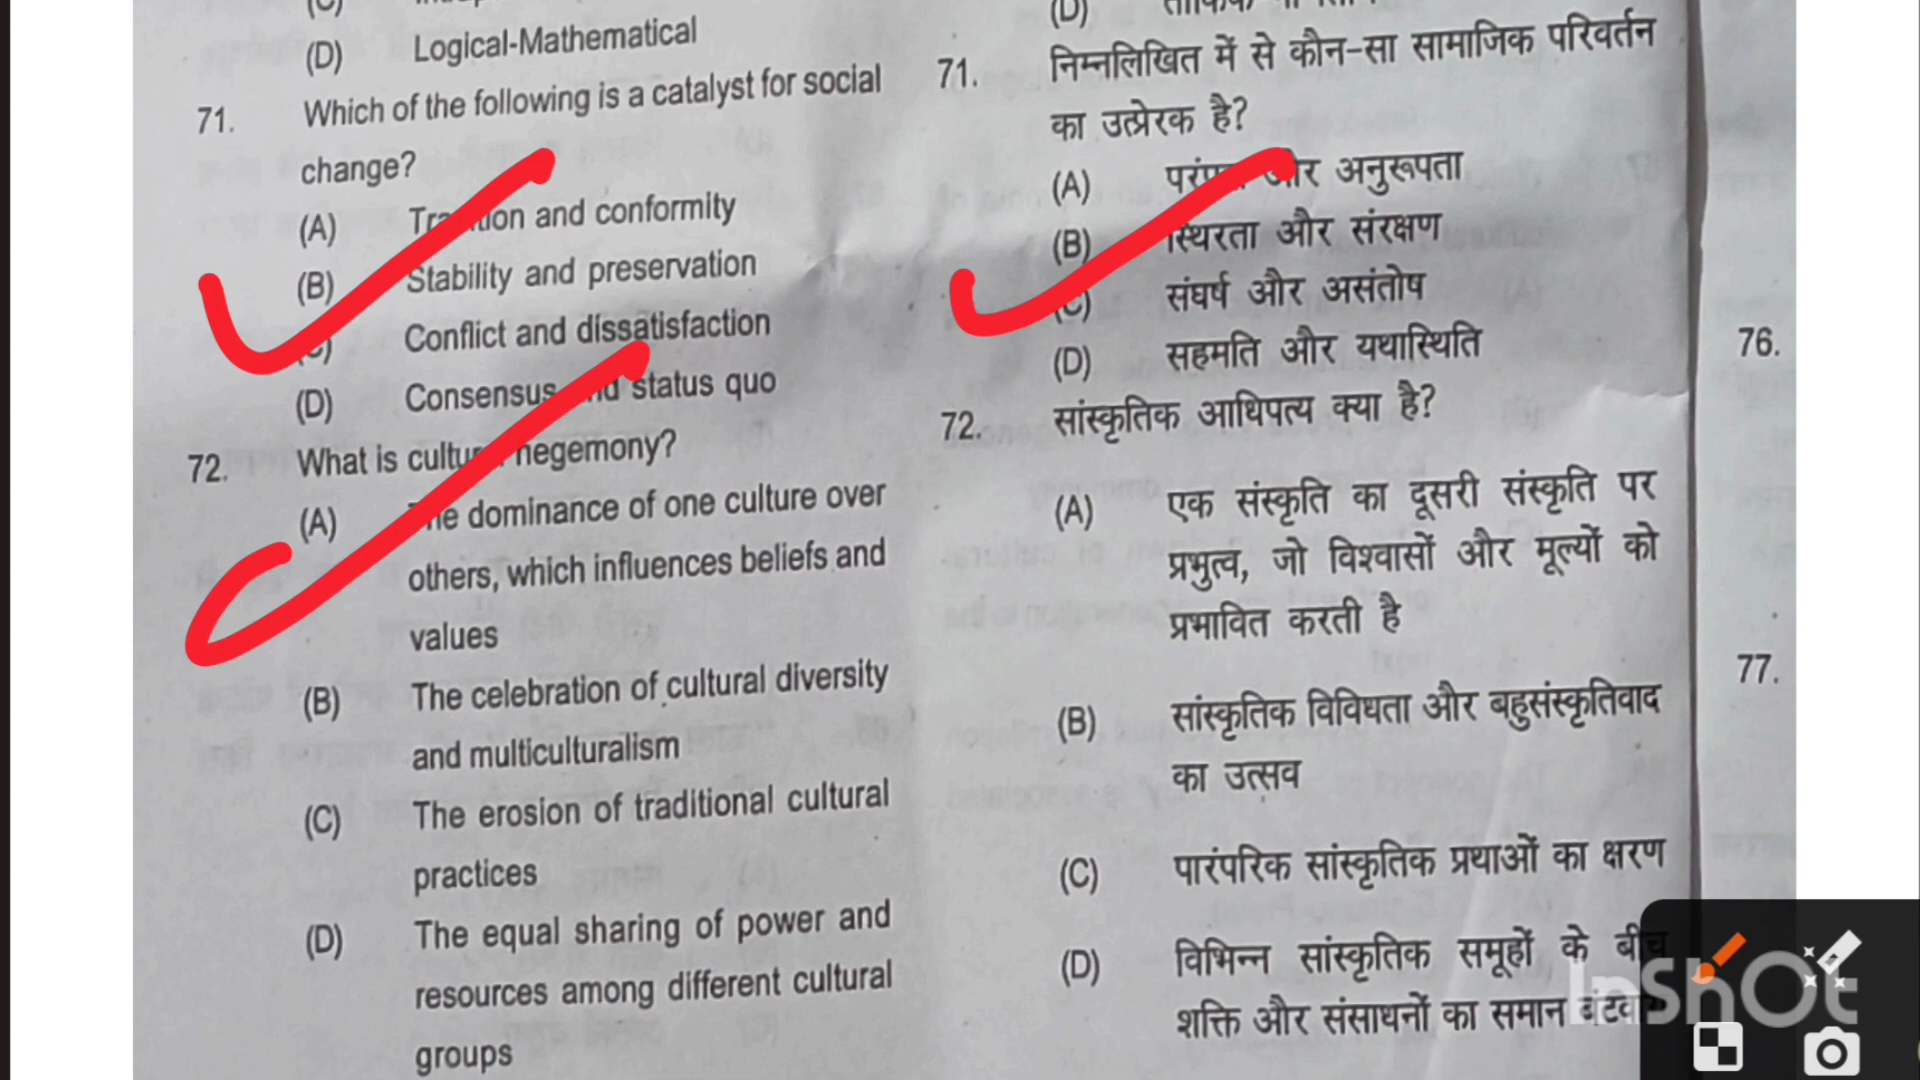 (D) Logical-Mathematical
71. Which of the following is a catalyst for social
change?
(A) and conformity
(B) Stability and preservation
(C) Conflict and dissatisfaction
(D) Consensus status quo
72. What is hegemony?
(A) dominance of one culture over
others, which influences beliefs and
values
(B) The celebration of cultural diversity
and multiculturalism
(C) The erosion of traditional cultural
practices
(D) The equal sharing of power and
resources among different cultural
groups
(D)
71. निम्नलिखित में से कौन-सा सामाजिक परिवर्तन
का उत्प्रेरक है?
(A) और अनुरूपता
(B) स्थिरता और संरक्षण
(C) संघर्ष और असंतोष
(D) सहमति और यथास्थिति
72. सांस्कृतिक आधिपत्य क्या है?
(A) एक संस्कृति का दूसरी संस्कृति पर
प्रभुत्व, जो विश्वासों और मूल्यों को
प्रभावित करती है
(B) सांस्कृतिक विविधता और बहुसंस्कृतिवाद
का उत्सव
(C) पारंपरिक सांस्कृतिक प्रथाओं का क्षरण
(D) विभिन्न सांस्कृतिक समूहों के बीच
शक्ति और संसाधनों का समान
76.
77.
InShOt